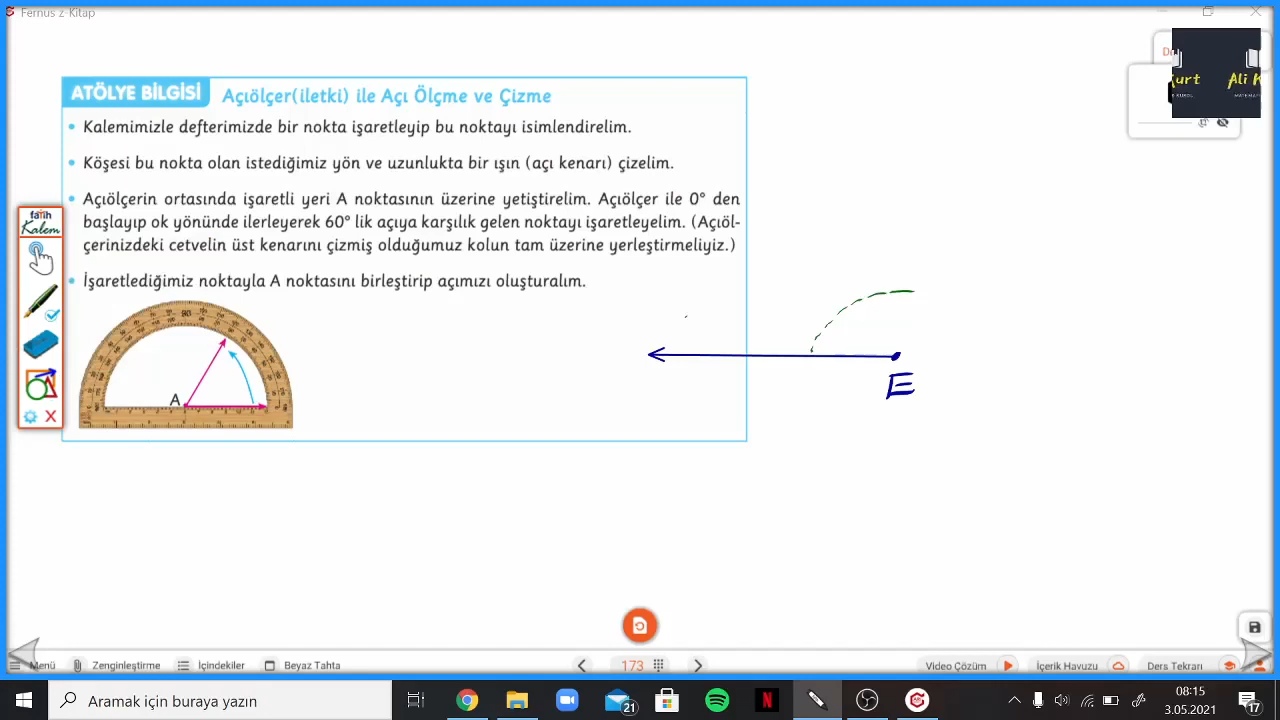 Fernus z-Kitap
ATÖLYE BİLGİSİ Açıölçer(iletki) ile Açı Ölçme ve Çizme
• Kalemimizle defterimizde bir nokta işaretleyip bu noktayı isimlendirelim.
• Köşesi bu nokta olan istediğimiz yön ve uzunlukta bir ışın (açı kenarı) çizelim.
• Açıölçerin ortasında işaretli yeri A noktasının üzerine yetiştirelim. Açıölçer ile 0° den
başlayıp ok yönünde ilerleyerek 60° lik açıya karşılık gelen noktayı işaretleyelim. (Açıöl-
çerinizdeki cetvelin üst kenarını çizmiş olduğumuz kolun tam üzerine yerleştirmeliyiz.)
• İşaretlediğimiz noktayla A noktasını birleştirip açımızı oluşturalım.
A
E
fatih
Kalem
urt Ali K
Menü Zenginleştirme İçindekiler Beyaz Tahta 173 Video Çözüm İçerik Havuzu Ders Tekrarı
Aramak için buraya yazın
21
08:15
3.05.2021
17